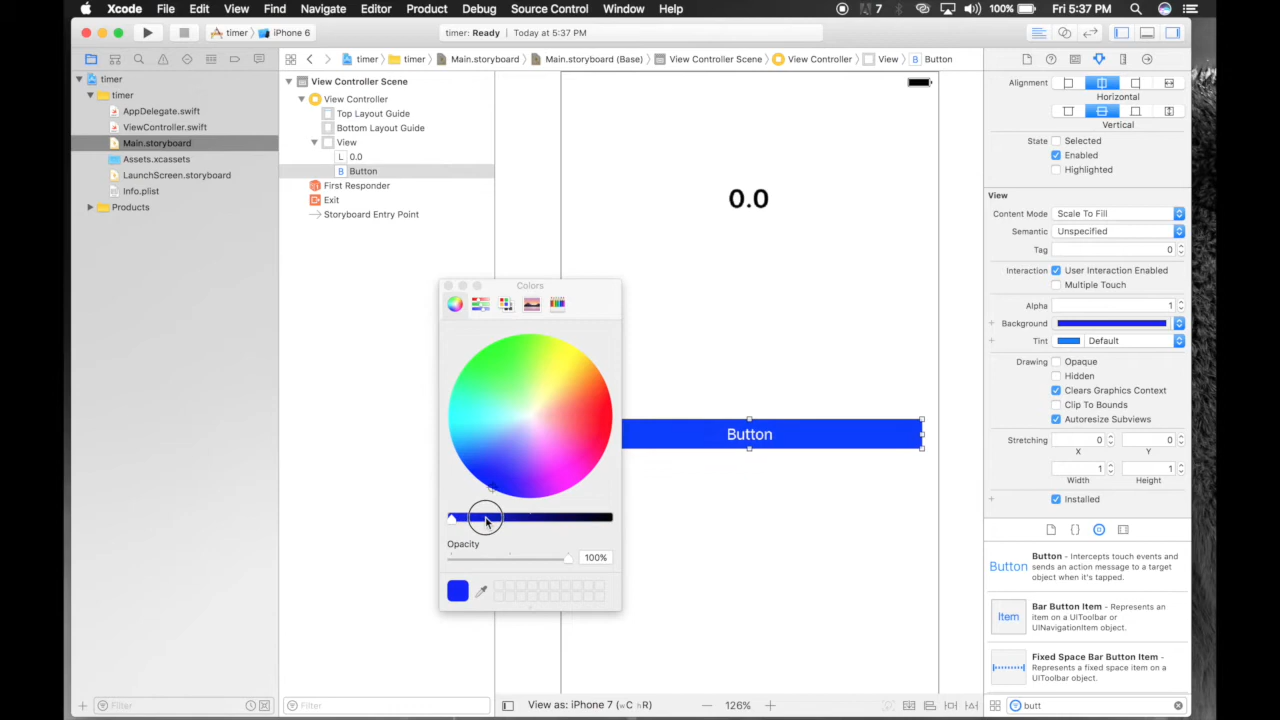 Xcode File Edit View Find Navigate Editor Product Debug Source Control Window Help 7 100% Fri 5:37 PM
timer iPhone 6 timer: Ready Today at 5:37 PM
timer timer Main.storyboard Main.storyboard (Base) View Controller Scene View Controller View B Button
timer
timer
AppDelegate.swift
ViewController.swift
Main.storyboard
Assets.xcassets
LaunchScreen.storyboard
Info.plist
Products
View Controller Scene
View Controller
Top Layout Guide
Bottom Layout Guide
View
L 0.0
B Button
First Responder
Exit
Storyboard Entry Point
0.0
Button
Colors
Opacity
100%
Alignment
Horizontal
Vertical
State Selected
Enabled
Highlighted
View
Content Mode Scale To Fill
Semantic Unspecified
Tag 0
Interaction User Interaction Enabled
Multiple Touch
Alpha 1
Background
Tint Default
Drawing Opaque
Hidden
Clears Graphics Context
Clip To Bounds
Autoresize Subviews
Stretching 0 0
X Y
1 1
Width Height
Installed
Button
Button - Intercepts touch events and
sends an action message to a target
object when it's tapped.
Item
Bar Button Item - Represents an
item on a UIToolbar or
UINavigationItem object.
Fixed Space Bar Button Item -
Represents a fixed space item on a
UIToolbar object.
Filter
Filter
View as: iPhone 7 (wC hR)
126%
butt